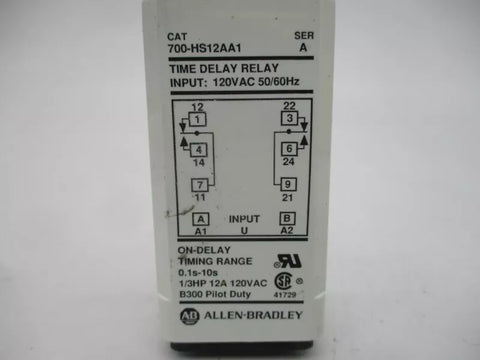 CAT SER
700-HS12AA1 A
TIME DELAY RELAY
INPUT: 120VAC 50/60Hz
12 22
1 3
4 6
14 24
7 9
11 21
A INPUT B
A1 U A2
ON-DELAY
TIMING RANGE
0.1s-10s
1/3HP 12A 120VAC
B300 Pilot Duty
RU
SA
41729
AB ALLEN-BRADLEY